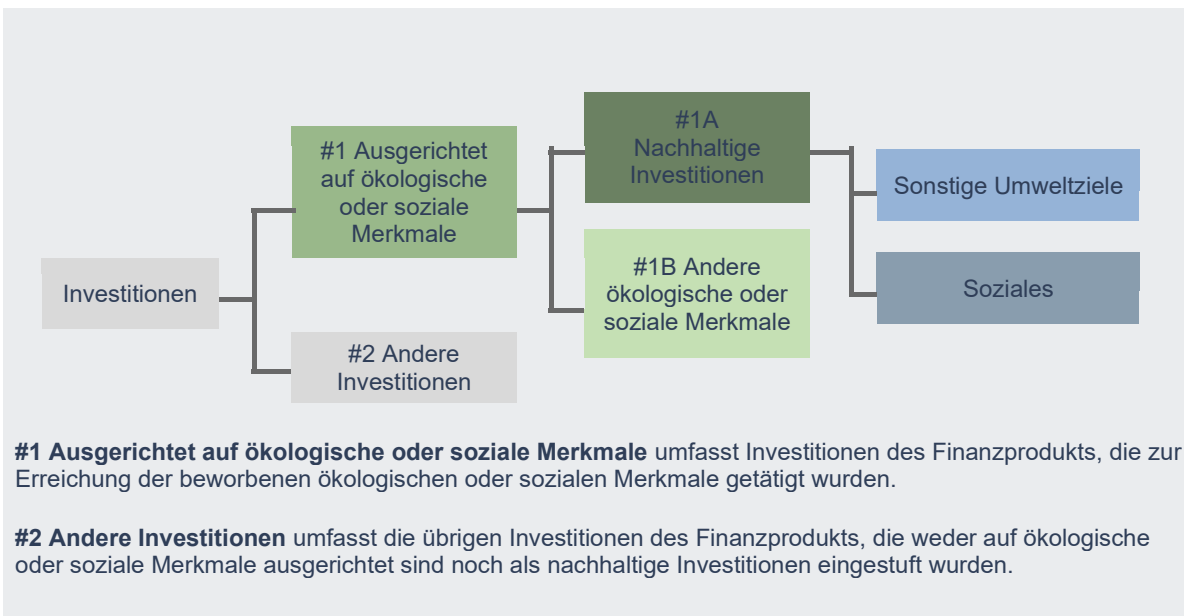 #1 Ausgerichtet
auf ökologische
oder soziale
Merkmale
#1A
Nachhaltige
Investitionen
Sonstige Umweltziele
Investitionen
#1B Andere
ökologische oder
soziale Merkmale
Soziales
#2 Andere
Investitionen
#1 Ausgerichtet auf ökologische oder soziale Merkmale umfasst Investitionen des Finanzprodukts, die zur
Erreichung der beworbenen ökologischen oder sozialen Merkmale getätigt wurden.
#2 Andere Investitionen umfasst die übrigen Investitionen des Finanzprodukts, die weder auf ökologische
oder soziale Merkmale ausgerichtet sind noch als nachhaltige Investitionen eingestuft wurden.